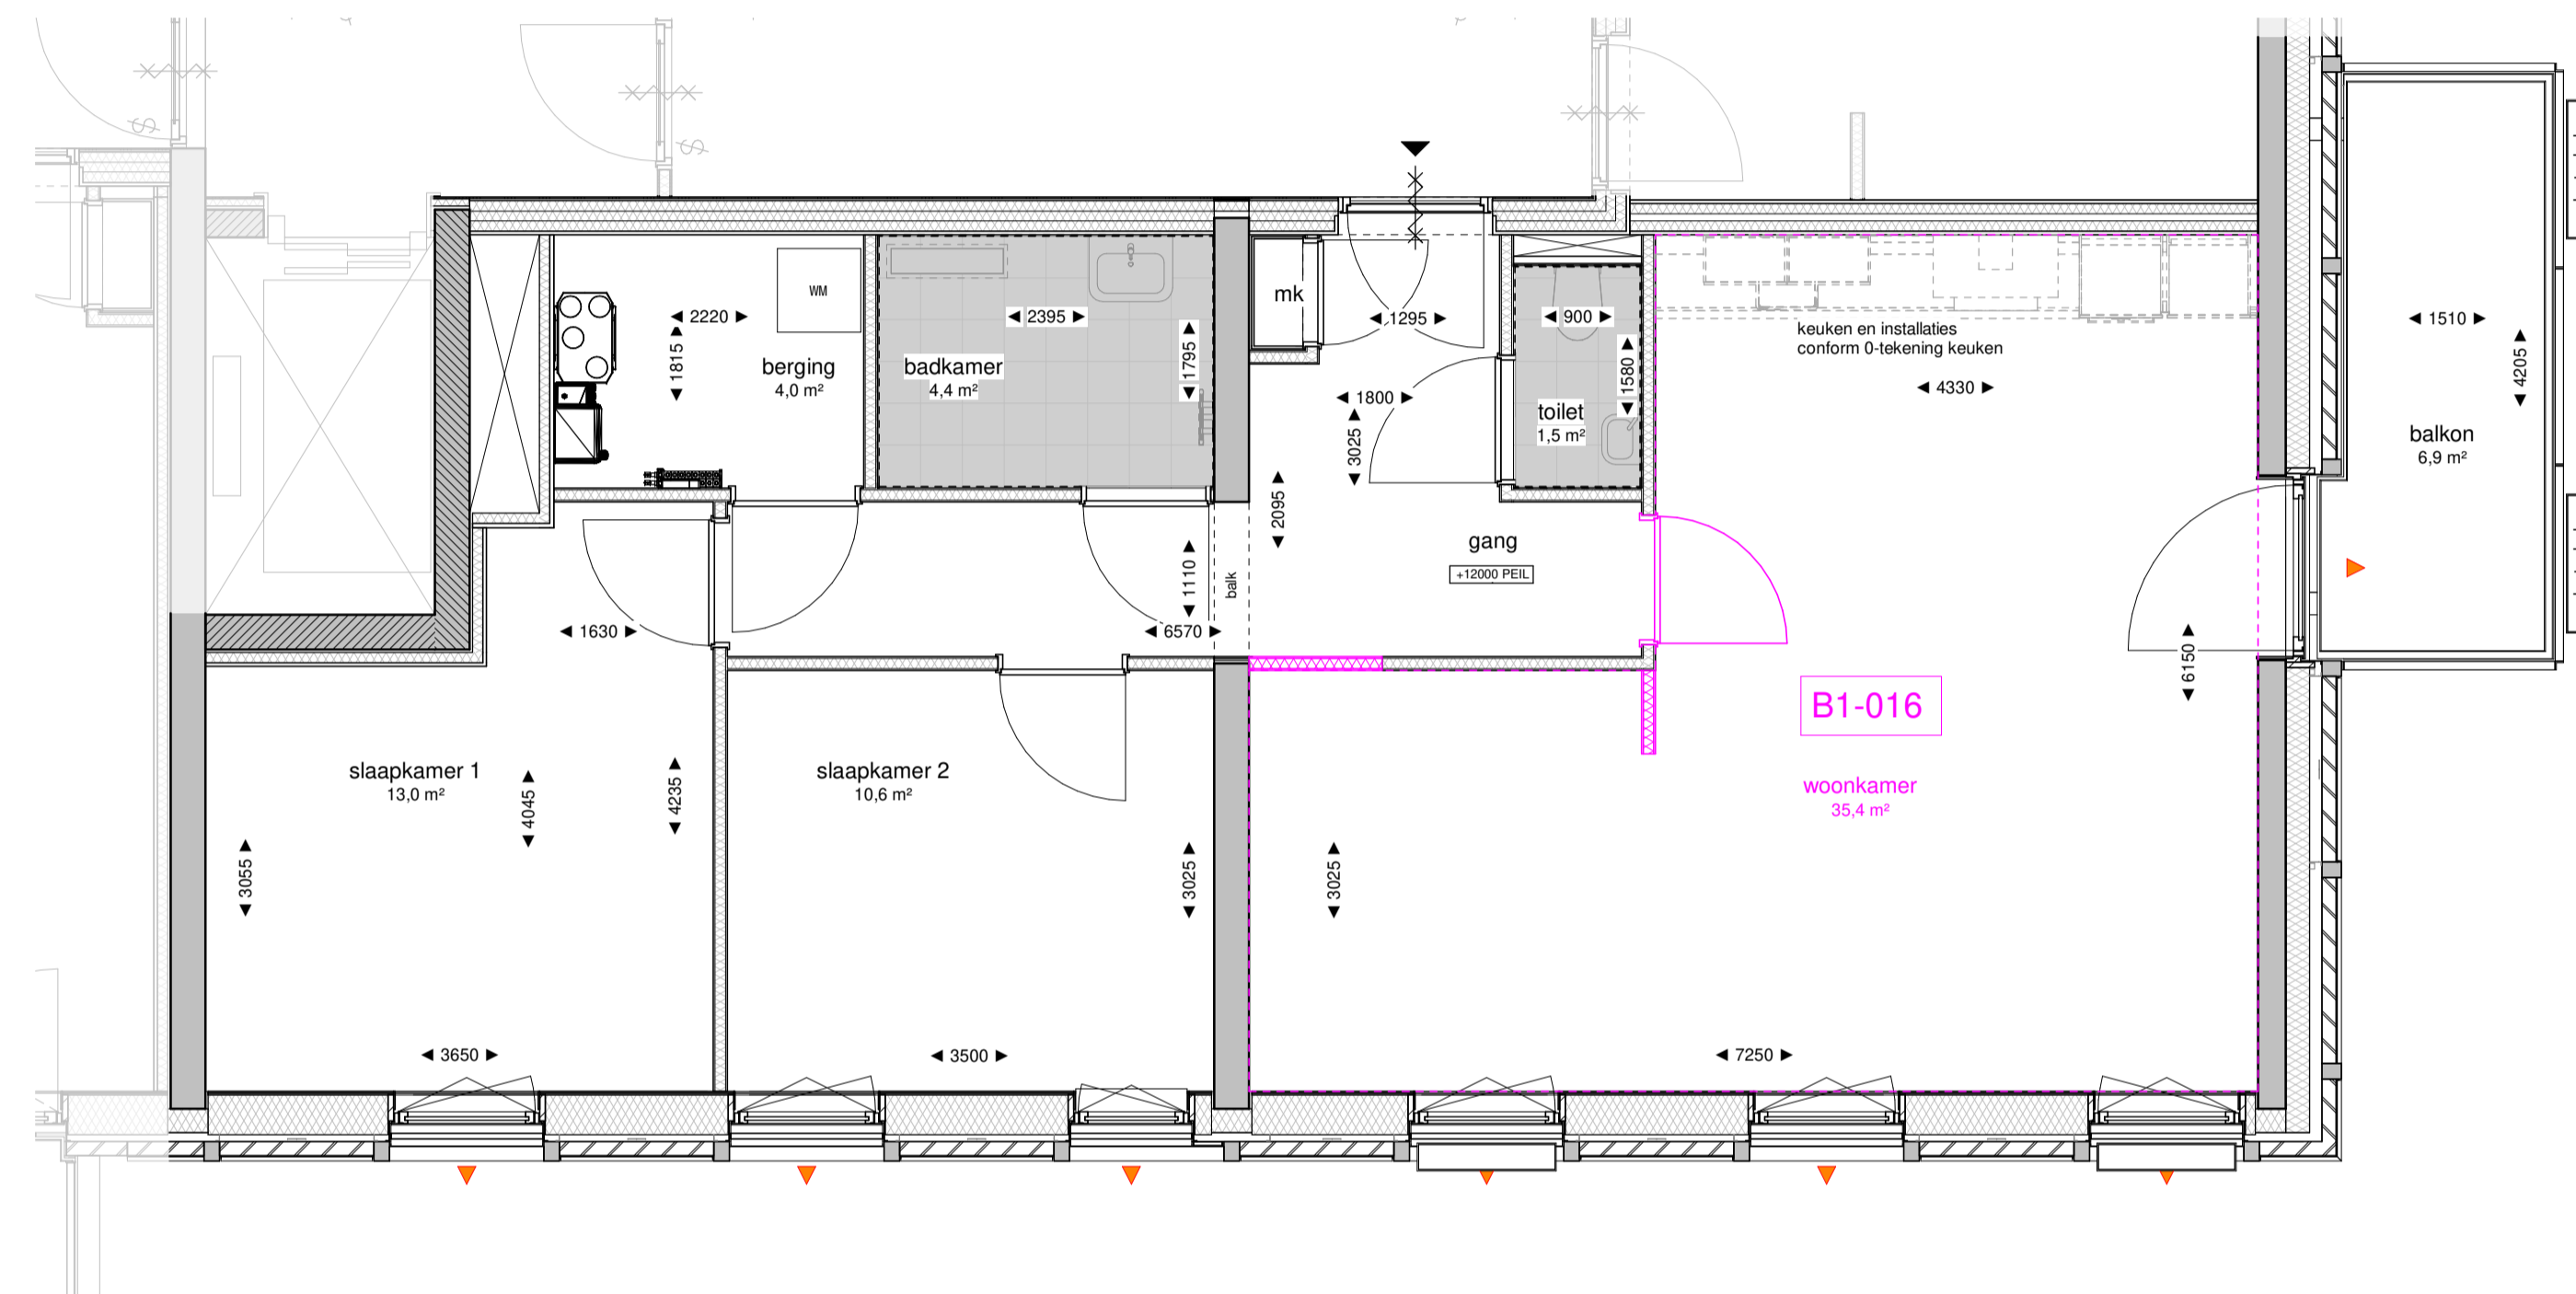 WM
2220
1815
berging
4,0 m²
2395
badkamer
4,4 m²
1795
mk
1295
1800
3025
2095
900
1580
toilet
1,5 m²
keuken en installaties
conform 0-tekening keuken
4330
1510
4205
balkon
6,9 m²
gang
+12000 PEIL
1110
balk
1630
6570
6150
B1-016
slaapkamer 1
13,0 m²
4045
4235
3055
slaapkamer 2
10,6 m²
3025
3025
woonkamer
35,4 m²
3650
3500
7250